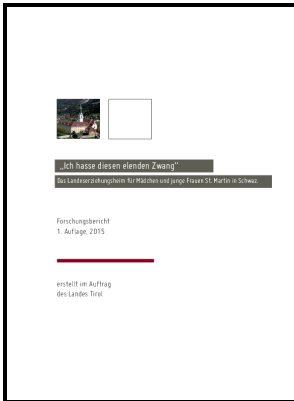 „Ich hasse diesen elenden Zwang“
Das Landeserziehungsheim für Mädchen und junge Frauen St. Martin in Schwaz.
Forschungsbericht
1. Auflage, 2015
erstellt im Auftrag
des Landes Tirol